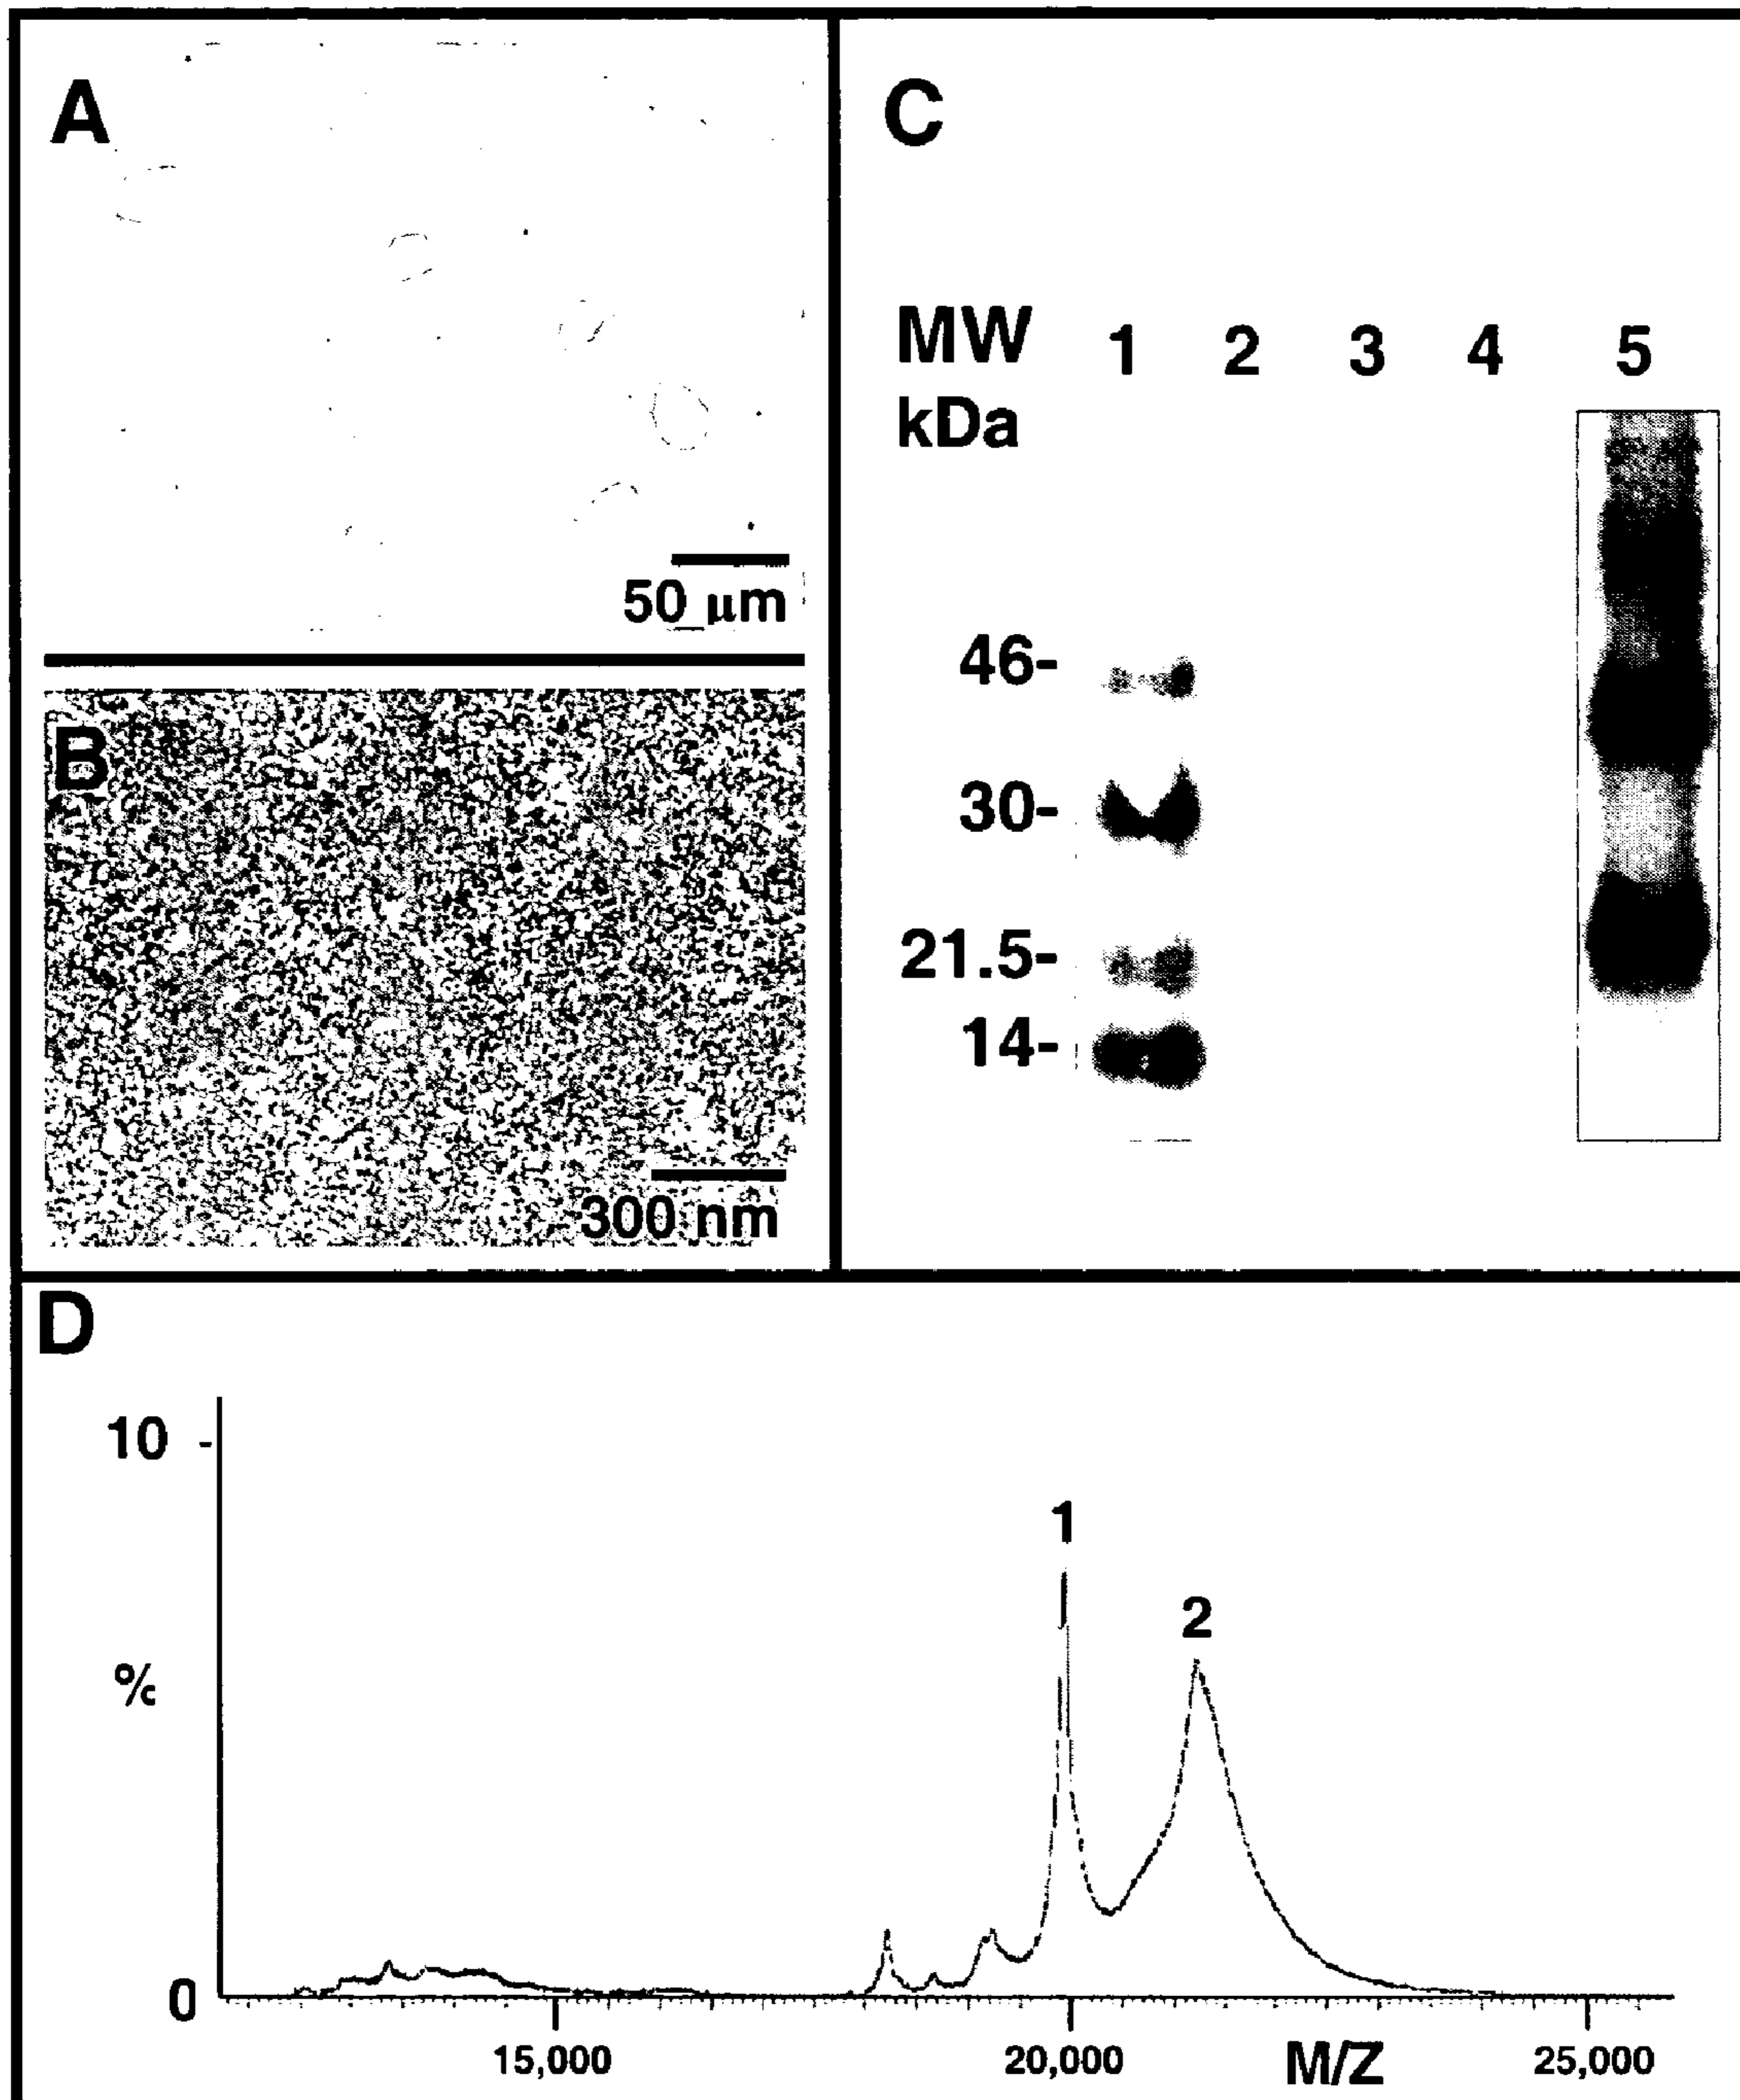 A
50 μm
B
300 nm
C
MW 1 2 3 4 5
kDa
46-
30-
21.5-
14-
D
10 -
%
0
1
2
15,000 20,000 M/Z 25,000